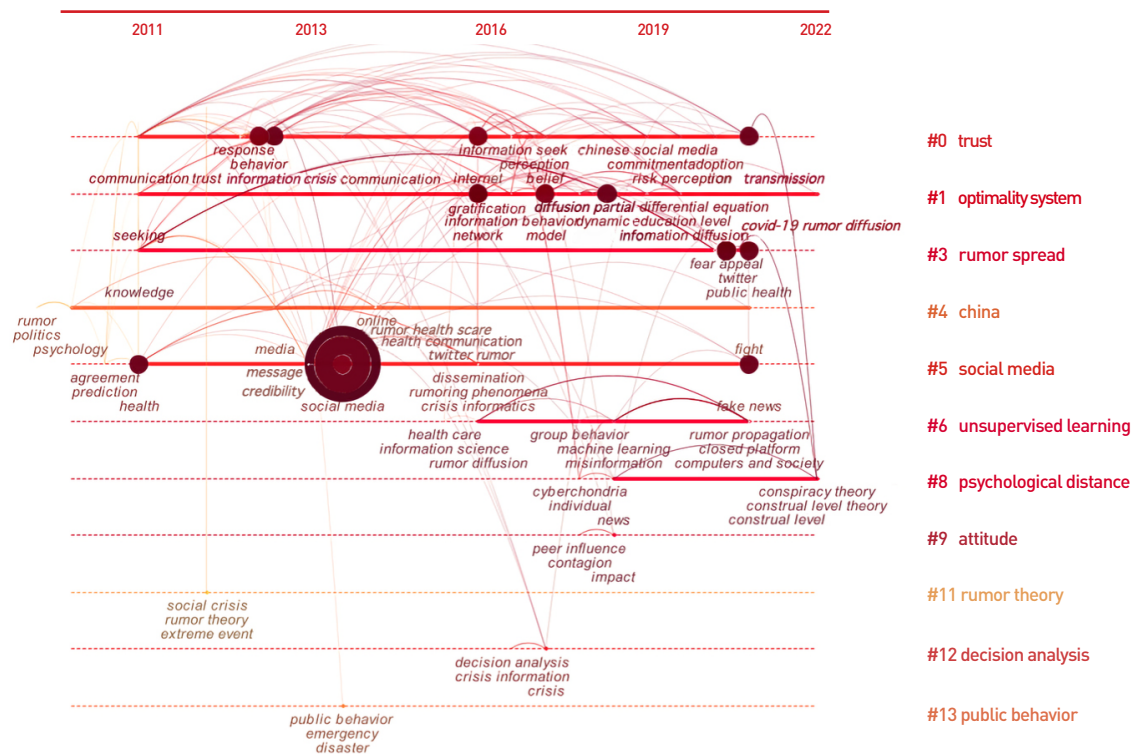 2011 2013 2016 2019 2022
#0 trust
response information seek chinese social media
behavior perception commitmentadoption
communication trust information crisis communication internet belief risk perception transmission
#1 optimality system
gratification diffusion partial differential equation
information behavior dynamic education level
network model infomation diffusion covid-19 rumor diffusion
seeking
#3 rumor spread
fear appeal
twitter
public health
knowledge
#4 china
rumor
politics
psychology
online
rumor health scare
health communication
twitter rumor
media
message
credibility
fight
#5 social media
agreement
prediction
health
social media
dissemination
rumoring phenomena
crisis informatics
fake news
#6 unsupervised learning
health care group behavior rumor propagation
information science machine learning closed platform
rumor diffusion misinformation computers and society
#8 psychological distance
cyberchondria conspiracy theory
individual construal level theory
news construal level
#9 attitude
peer influence
contagion
impact
#11 rumor theory
social crisis
rumor theory
extreme event
#12 decision analysis
decision analysis
crisis information
crisis
#13 public behavior
public behavior
emergency
disaster